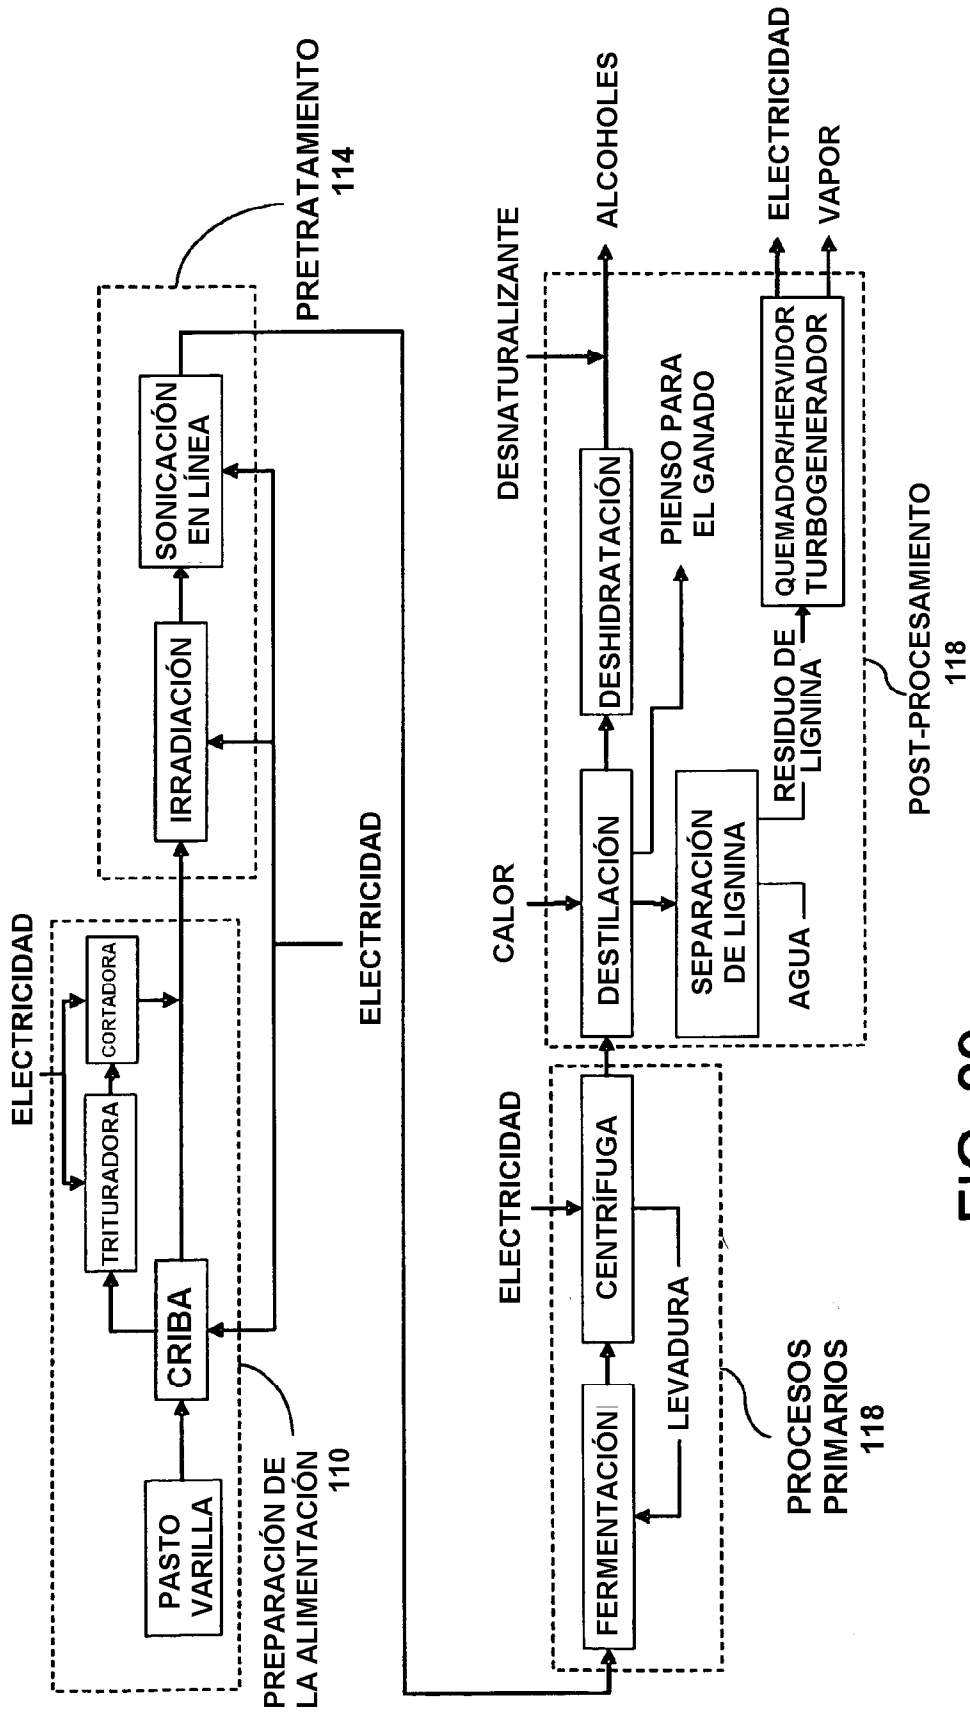 ELECTRICIDAD
TRITURADORA
CORTADORA
PASTO
VARILLA
CRIBA
IRRADIACIÓN
SONICACIÓN
EN LÍNEA
PREPARACIÓN DE
LA ALIMENTACIÓN
110
ELECTRICIDAD
PRETRATAMIENTO
114
ELECTRICIDAD
CALOR
DESNATURALIZANTE
FERMENTACIÓN
CENTRÍFUGA
DESTILACIÓN
DESHIDRATACIÓN
ALCOHOLES
LEVADURA
SEPARACIÓN
DE LIGNINA
PIENSO PARA
EL GANADO
AGUA
RESIDUO DE
LIGNINA
QUEMADOR/HERVIDOR
TURBOGENERADOR
ELECTRICIDAD
VAPOR
PROCESOS
PRIMARIOS
118
POST-PROCESAMIENTO
118
FIG.